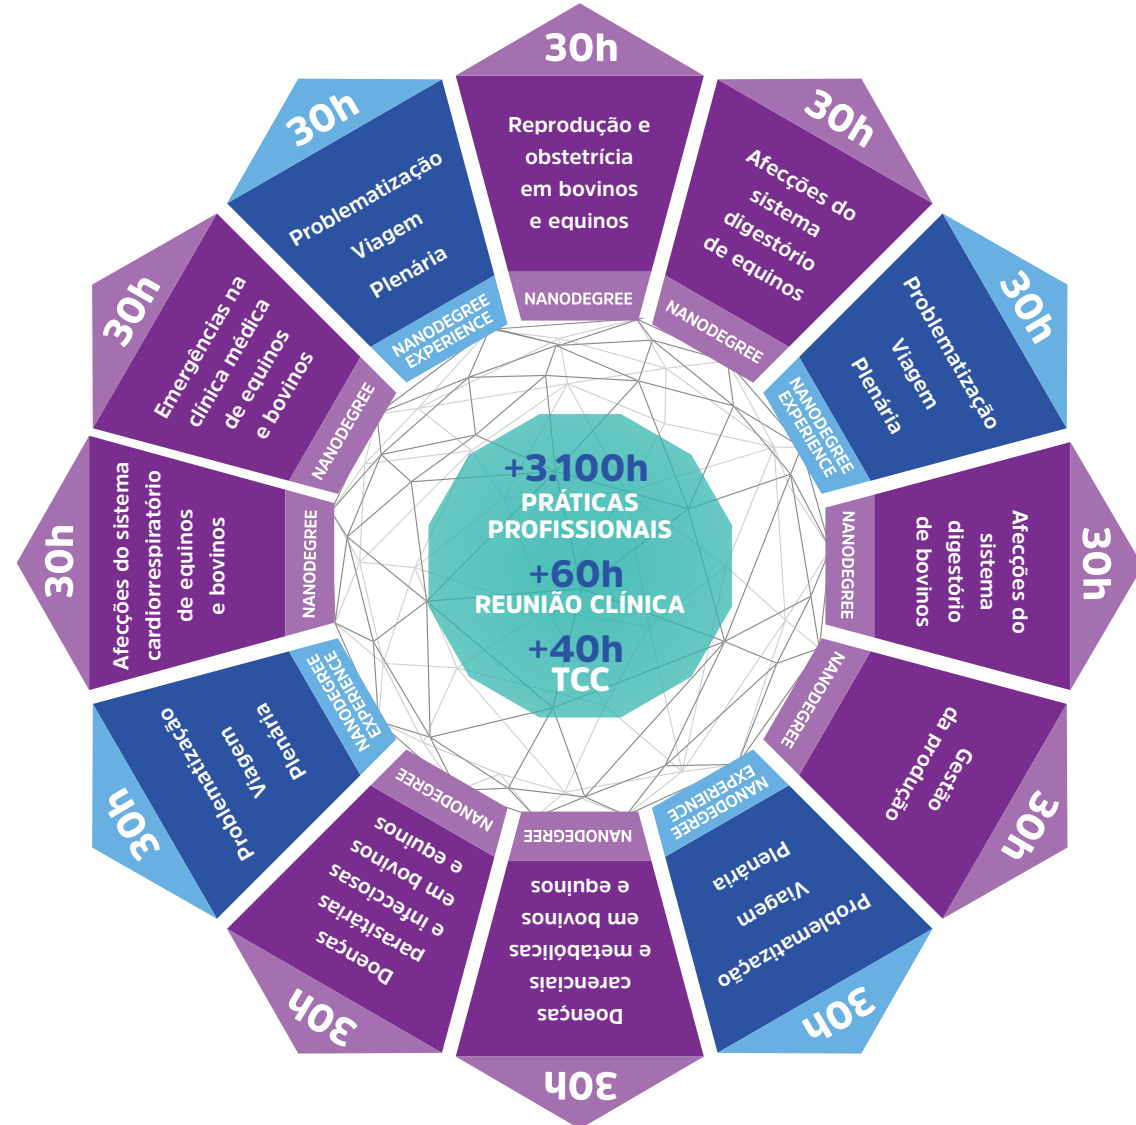 30h
Reprodução e
obstetrícia
em bovinos
e equinos
NANODEGREE
30h
Afecções do
sistema
digestório
de equinos
NANODEGREE
30h
Problematização
Viagem
Plenária
NANODEGREE
EXPERIENCE
30h
Afecções do
sistema
digestório
de bovinos
NANODEGREE
30h
Gestão
da produção
NANODEGREE
30h
Problematização
Viagem
Plenária
NANODEGREE
EXPERIENCE
30h
Doenças
carenciais
e metabólicas
em bovinos
e equinos
NANODEGREE
30h
Doenças
parasitárias
e infecciosas
em bovinos
e equinos
NANODEGREE
30h
Problematização
Viagem
Plenária
NANODEGREE
EXPERIENCE
30h
Afecções do sistema
cardiorrespiratório
de equinos
e bovinos
NANODEGREE
30h
Emergências na
clínica médica
de equinos
e bovinos
NANODEGREE
30h
Problematização
Viagem
Plenária
NANODEGREE
EXPERIENCE
+3.100h
PRÁTICAS
PROFISSIONAIS
+60h
REUNIÃO CLÍNICA
+40h
TCC